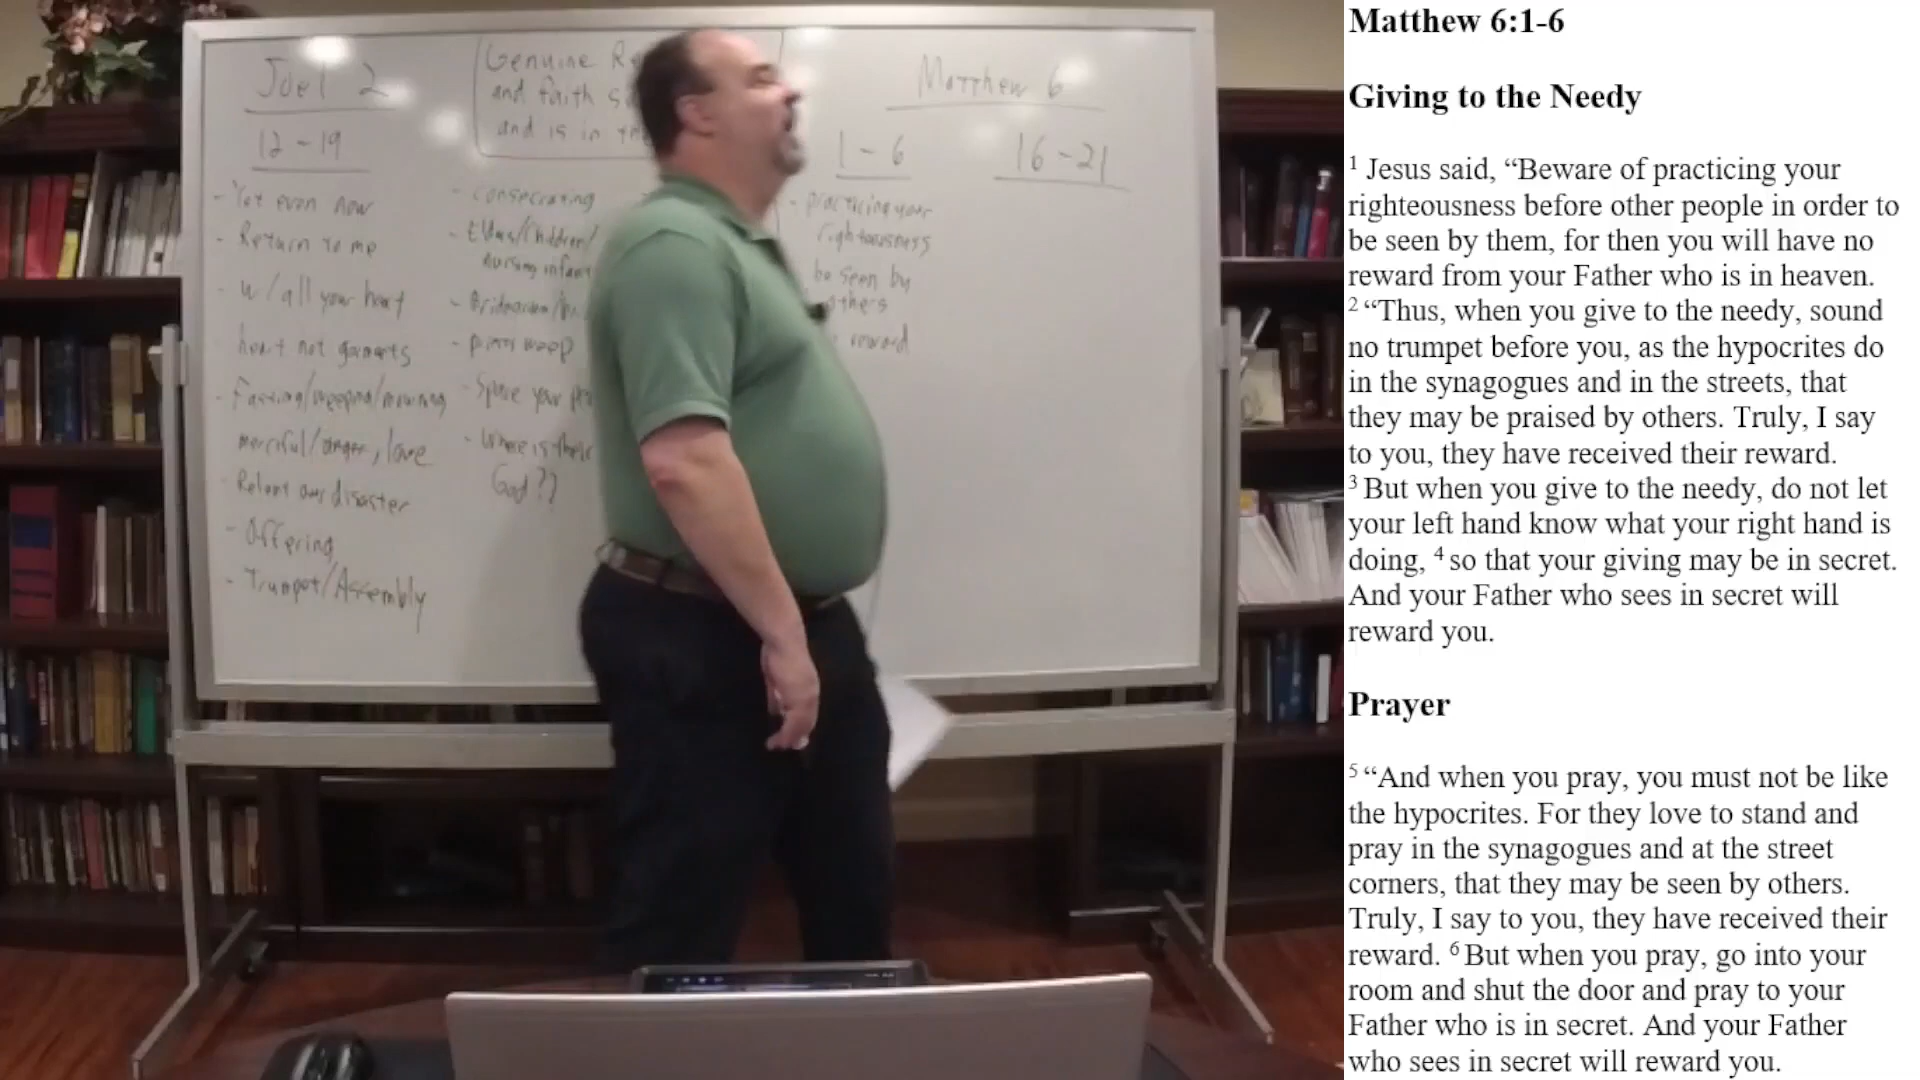 Joel 2
12-19
- Yet even now
- Return to me
- w/ all your heart
heart not garments
- Fasting/weeping/mourning
merciful/anger, love
- Relent over disaster
- Offering
- Trumpet/Assembly
Genuine
and faith
and is in
- consecrating
- Elders/Children/
nursing infant
- Bridegroom/
- priests weep
- Spare your
- Where is their
God??
Matthew 6
1-6
- practicing your
righteousness
be seen by
others
reward
16-21
Matthew 6:1-6
Giving to the Needy
1 Jesus said, “Beware of practicing your
righteousness before other people in order to
be seen by them, for then you will have no
reward from your Father who is in heaven.
2 “Thus, when you give to the needy, sound
no trumpet before you, as the hypocrites do
in the synagogues and in the streets, that
they may be praised by others. Truly, I say
to you, they have received their reward.
3 But when you give to the needy, do not let
your left hand know what your right hand is
doing, 4 so that your giving may be in secret.
And your Father who sees in secret will
reward you.
Prayer
5 “And when you pray, you must not be like
the hypocrites. For they love to stand and
pray in the synagogues and at the street
corners, that they may be seen by others.
Truly, I say to you, they have received their
reward. 6 But when you pray, go into your
room and shut the door and pray to your
Father who is in secret. And your Father
who sees in secret will reward you.